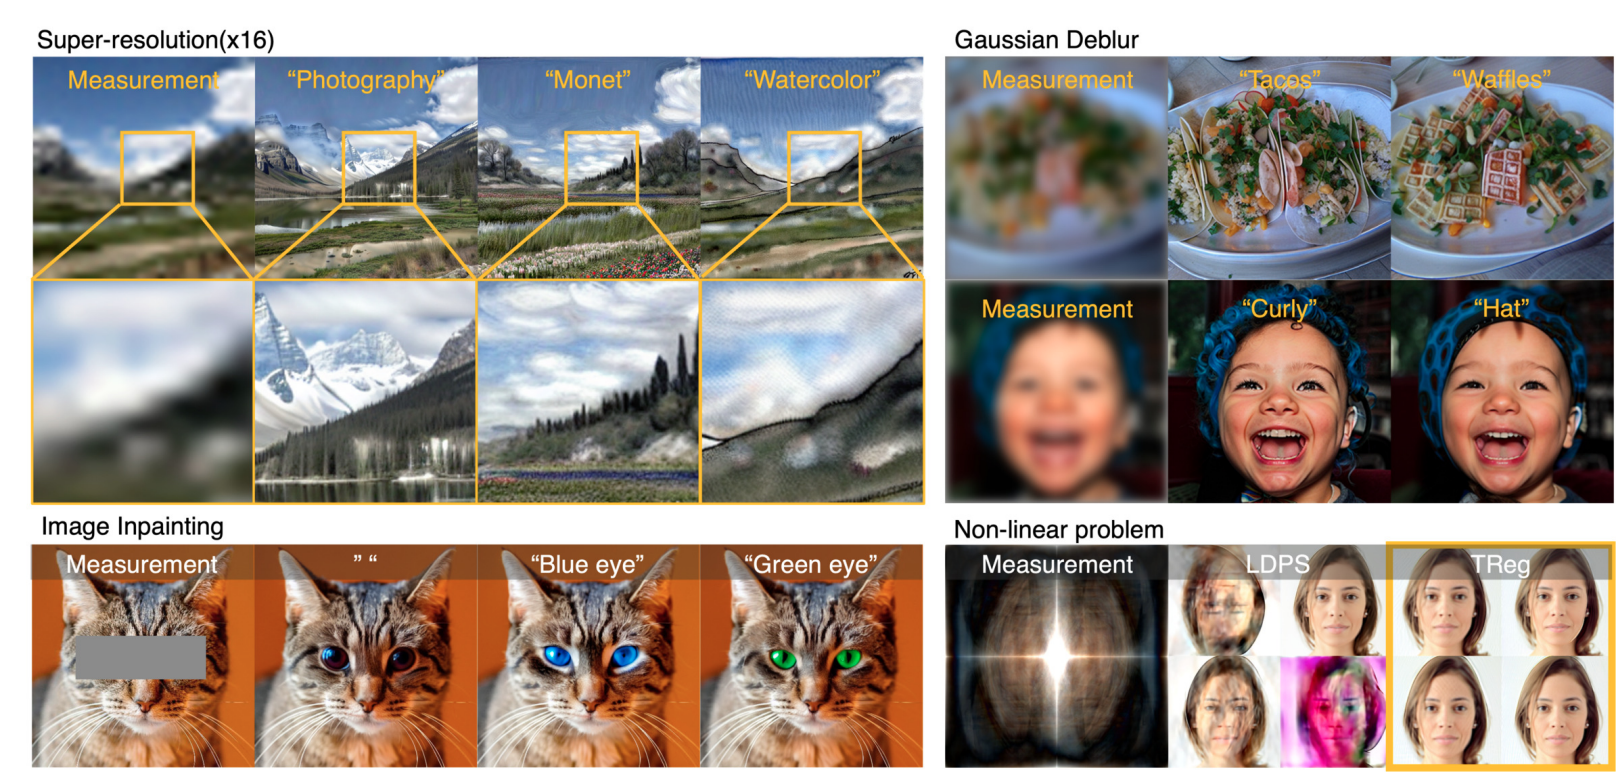 Super-resolution(x16)
Measurement
“Photography”
“Monet”
“Watercolor”
Gaussian Deblur
Measurement
“Tacos”
“Waffles”
Measurement
“Curly”
“Hat”
Image Inpainting
Measurement
” “
“Blue eye”
“Green eye”
Non-linear problem
Measurement
LDPS
TReg